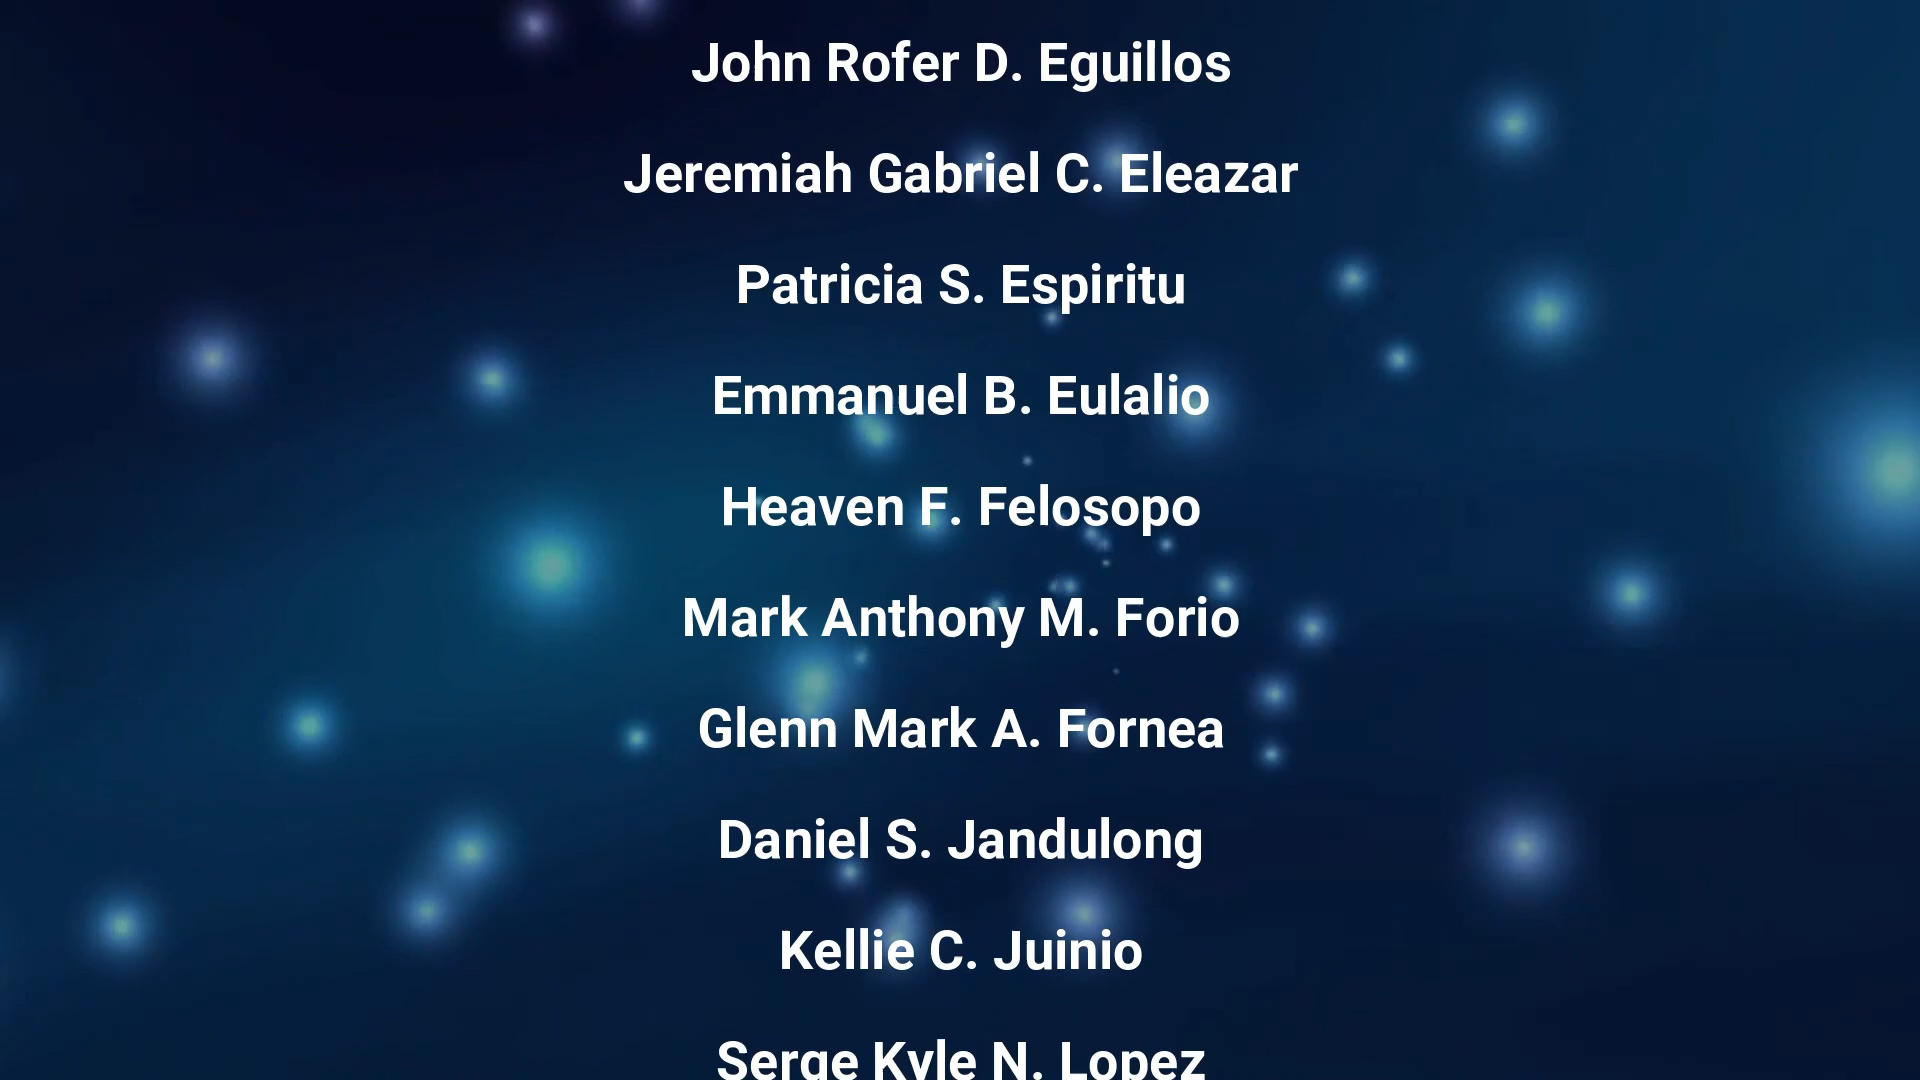 John Rofer D. Eguillos
Jeremiah Gabriel C. Eleazar
Patricia S. Espiritu
Emmanuel B. Eulalio
Heaven F. Felosopo
Mark Anthony M. Forio
Glenn Mark A. Fornea
Daniel S. Jandulong
Kellie C. Juinio
Serge Kyle N. Lopez